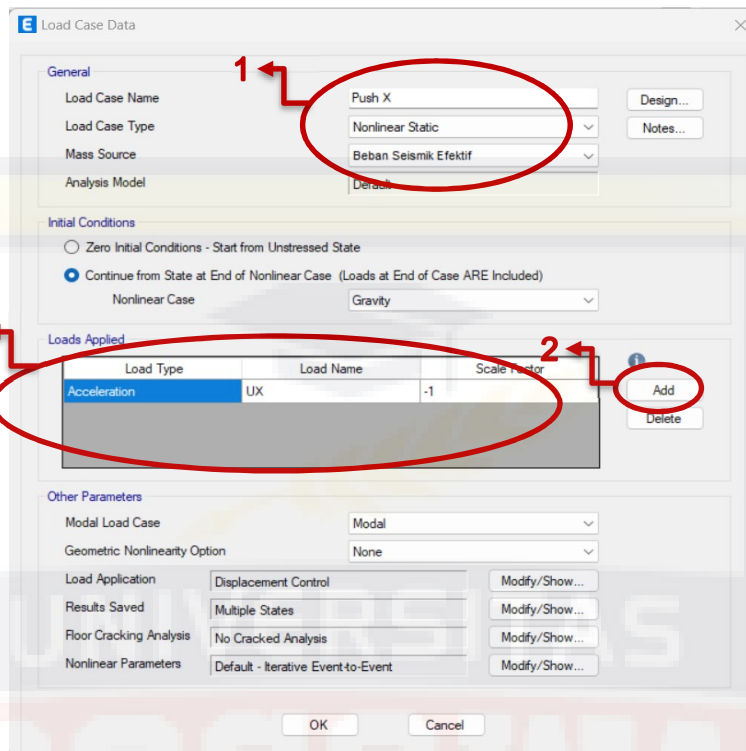 Load Case Data
1
General
Load Case Name Push X Design...
Load Case Type Nonlinear Static Notes...
Mass Source Beban Seismik Efektif
Analysis Model Default
Initial Conditions
Zero Initial Conditions - Start from Unstressed State
Continue from State at End of Nonlinear Case (Loads at End of Case ARE Included)
Nonlinear Case Gravity
Loads Applied
2
Load Type Load Name Scale Factor
Acceleration UX -1
Add
Delete
Other Parameters
Modal Load Case Modal
Geometric Nonlinearity Option None
Load Application Displacement Control Modify/Show...
Results Saved Multiple States Modify/Show...
Floor Cracking Analysis No Cracked Analysis Modify/Show...
Nonlinear Parameters Default - Iterative Event-to-Event Modify/Show...
UNIVERSITAS
OK Cancel